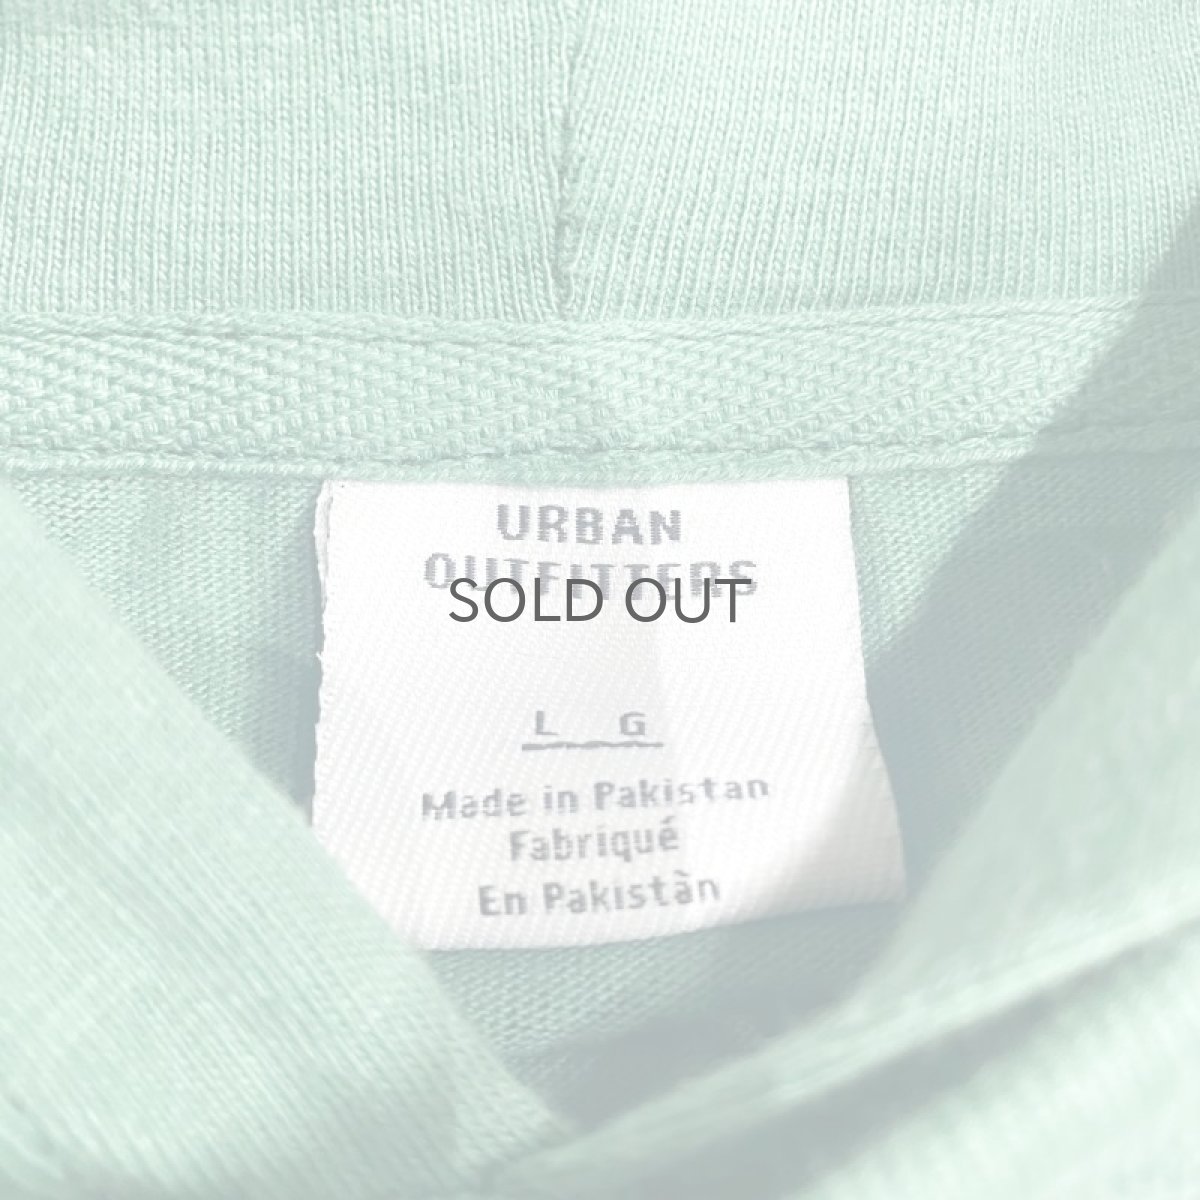 URBAN
OUTFITTERS
SOLD OUT
L G
Made in Pakistan
Fabriqué
En Pakistàn